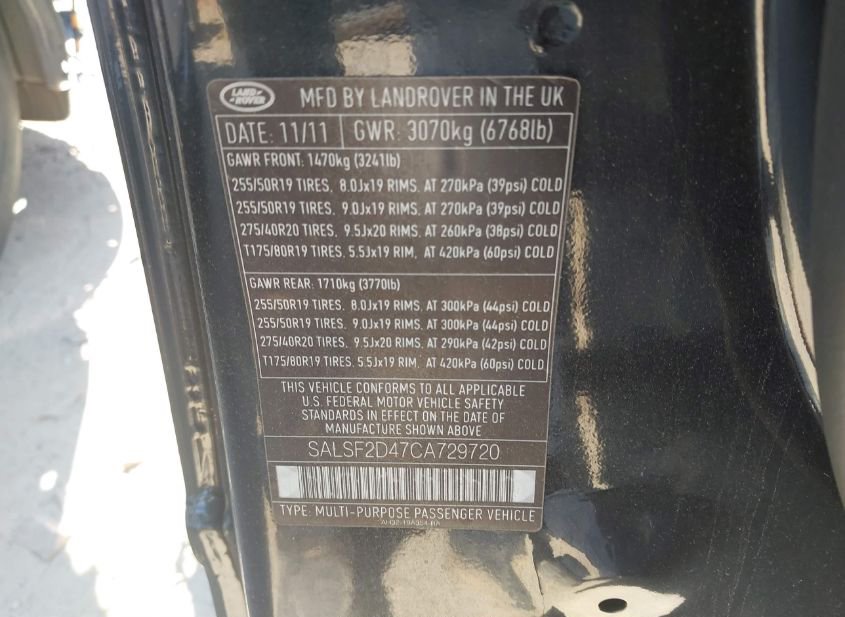 LAND ROVER MFD BY LANDROVER IN THE UK
DATE: 11/11 GWR: 3070kg (6768lb)
GAWR FRONT: 1470kg (3241lb)
255/50R19 TIRES, 8.0Jx19 RIMS, AT 270kPa (39psi) COLD
255/50R19 TIRES, 9.0Jx19 RIMS, AT 270kPa (39psi) COLD
275/40R20 TIRES, 9.5Jx20 RIMS, AT 260kPa (38psi) COLD
T175/80R19 TIRES, 5.5Jx19 RIM, AT 420kPa (60psi) COLD
GAWR REAR: 1710kg (3770lb)
255/50R19 TIRES, 8.0Jx19 RIMS, AT 300kPa (44psi) COLD
255/50R19 TIRES, 9.0Jx19 RIMS, AT 300kPa (44psi) COLD
275/40R20 TIRES, 9.5Jx20 RIMS, AT 290kPa (42psi) COLD
T175/80R19 TIRES, 5.5Jx19 RIM, AT 420kPa (60psi) COLD
THIS VEHICLE CONFORMS TO ALL APPLICABLE
U.S. FEDERAL MOTOR VEHICLE SAFETY
STANDARDS IN EFFECT ON THE DATE OF
MANUFACTURE SHOWN ABOVE
SALSF2D47CA729720
TYPE: MULTI-PURPOSE PASSENGER VEHICLE